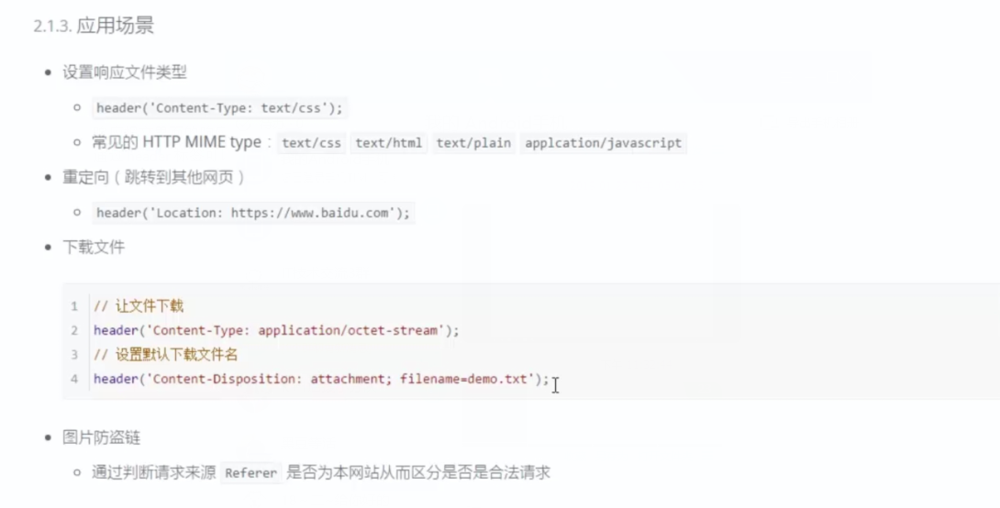 2.1.3. 应用场景
设置响应文件类型
header('Content-Type: text/css');
常见的 HTTP MIME type： text/css text/html text/plain applcation/javascript
重定向（跳转到其他网页）
header('Location: https://www.baidu.com');
下载文件
1 // 让文件下载
2 header('Content-Type: application/octet-stream');
3 // 设置默认下载文件名
4 header('Content-Disposition: attachment; filename=demo.txt');
图片防盗链
通过判断请求来源 Referer 是否为本网站从而区分是否是合法请求